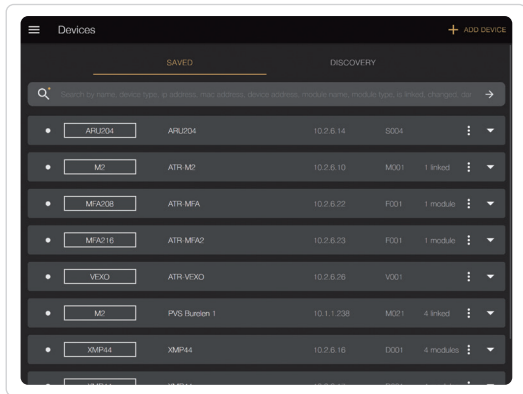 Devices
ADD DEVICE
SAVED DISCOVERY
Search by name, device type, ip address, mac address, device address, module name, module type, is linked, changed,
ARU204 ARU204 10.2.6.14 S004
M2 ATR-M2 10.2.6.10 M001 1 linked
MFA208 ATR-MFA 10.2.6.22 F001 1 module
MFA216 ATR-MFA2 10.2.6.23 F001 1 module
VEXO ATR-VEXO 10.2.6.26 V001
M2 PVS Burelen 1 10.1.1.238 M021 4 linked
XMP44 XMP44 10.2.6.16 D001 4 modules